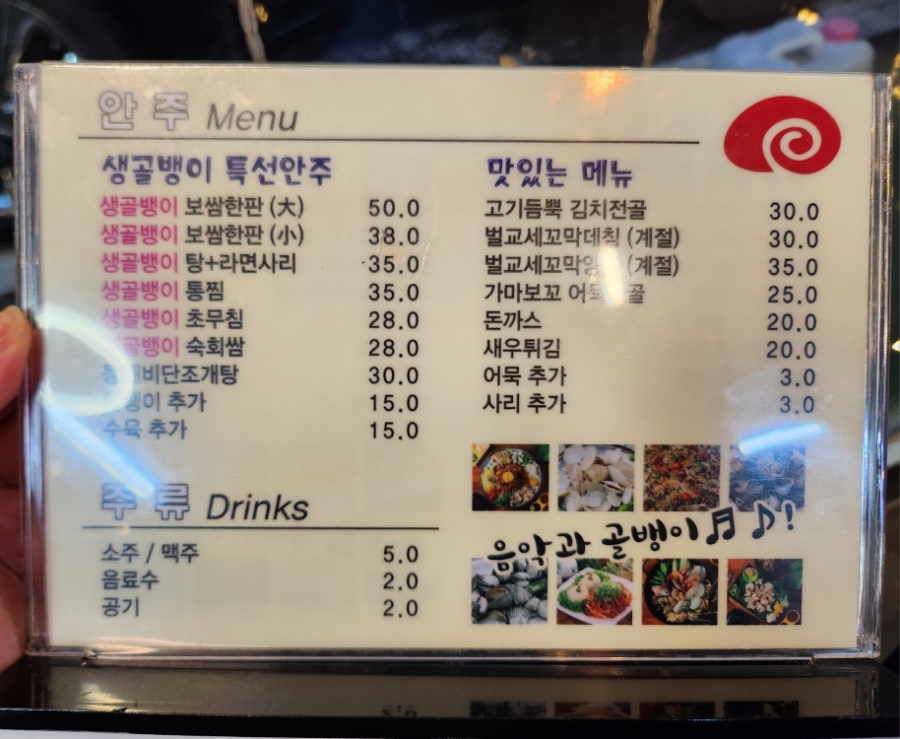 안주 Menu
생골뱅이 특선안주
생골뱅이 보쌈한판 (大) 50.0
생골뱅이 보쌈한판 (小) 38.0
생골뱅이 탕+라면사리 35.0
생골뱅이 통찜 35.0
생골뱅이 초무침 28.0
골뱅이 숙회쌈 28.0
비단조개탕 30.0
뱅이 추가 15.0
수육 추가 15.0
맛있는 메뉴
고기듬뿍 김치전골 30.0
벌교세꼬막데침 (계절) 30.0
벌교세꼬막양 (계절) 35.0
가마보꼬 어묵 골 25.0
돈까스 20.0
새우튀김 20.0
어묵 추가 3.0
사리 추가 3.0
주류 Drinks
소주 / 맥주 5.0
음료수 2.0
공기 2.0
음악과 골뱅이♬♪!